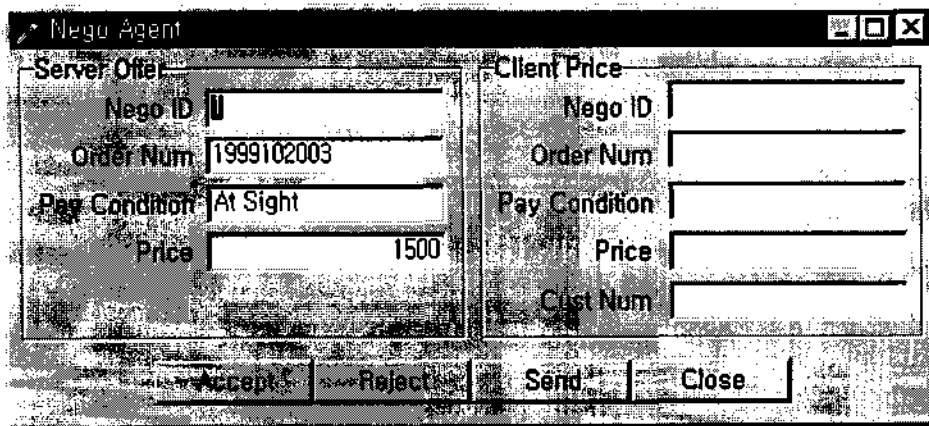 Nego Agent
Server Offer
Nego ID 1
Order Num 1999102003
Pay Condition At Sight
Price 1500
Client Price
Nego ID
Order Num
Pay Condition
Price
Cust Num
Accept Reject Send Close